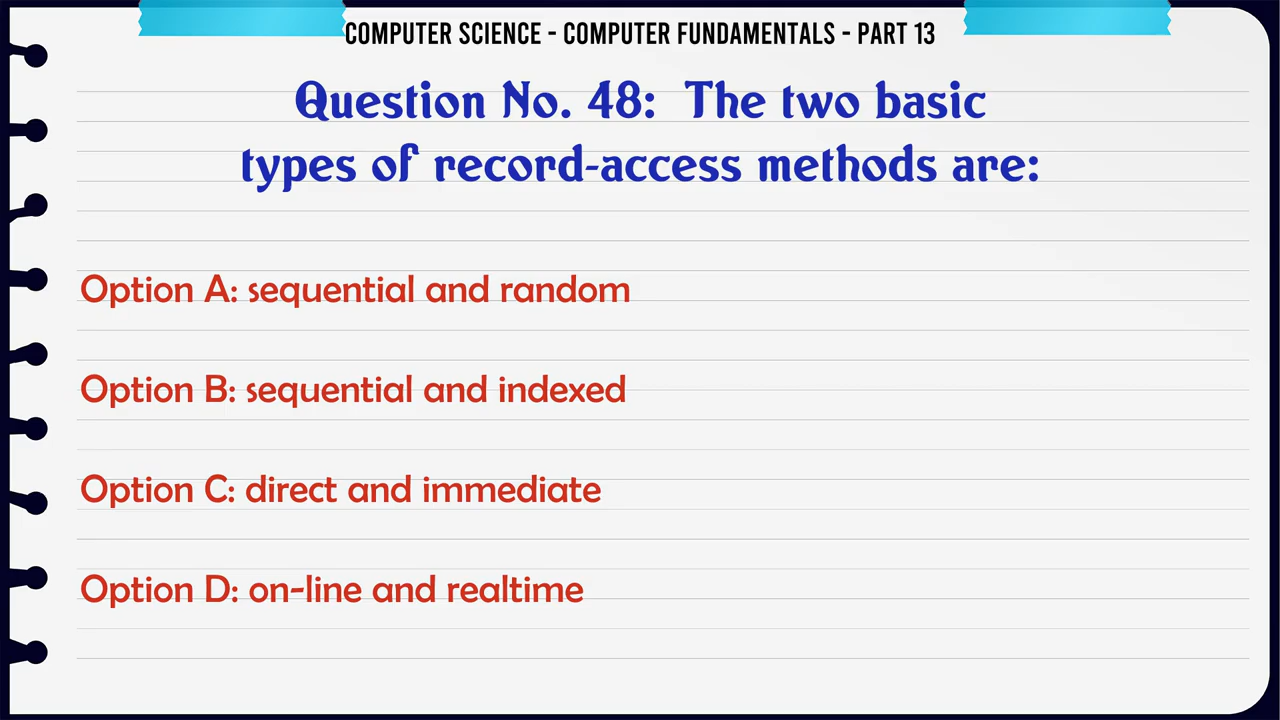 COMPUTER SCIENCE - COMPUTER FUNDAMENTALS - PART 13
Question No. 48: The two basic
types of record-access methods are:
Option A: sequential and random
Option B: sequential and indexed
Option C: direct and immediate
Option D: on-line and realtime